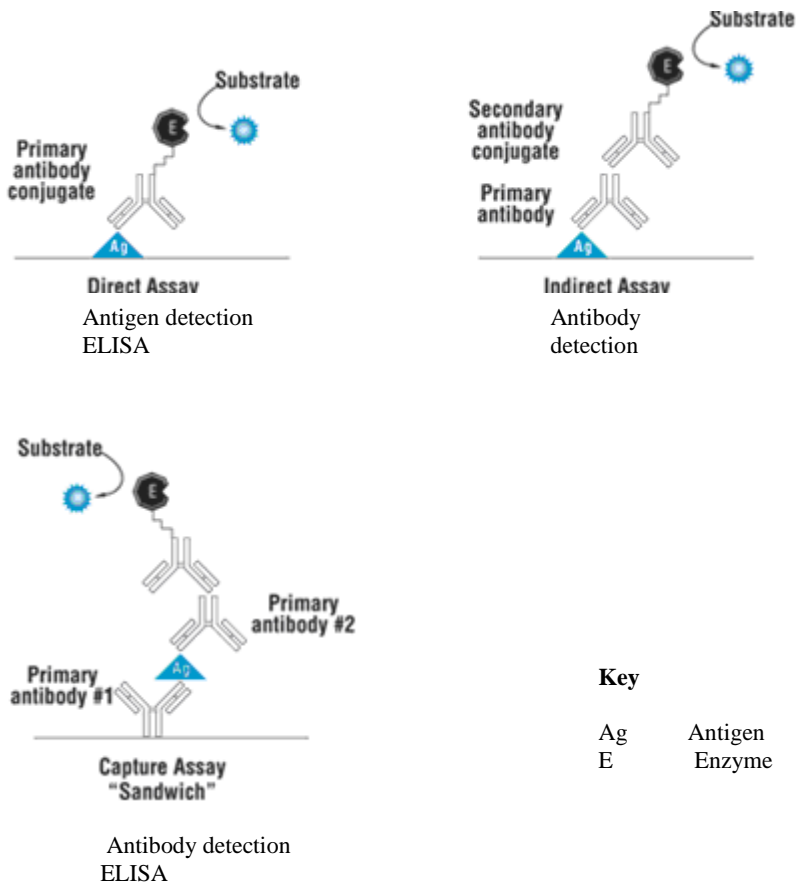 Substrate
E
Primary
antibody
conjugate
Ag
Direct Assay
Antigen detection
ELISA
Substrate
E
Secondary
antibody
conjugate
Primary
antibody
Ag
Indirect Assay
Antibody
detection
Substrate
E
Primary
antibody #2
Ag
Primary
antibody #1
Capture Assay
"Sandwich"
Antibody detection
ELISA
Key
Ag Antigen
E Enzyme